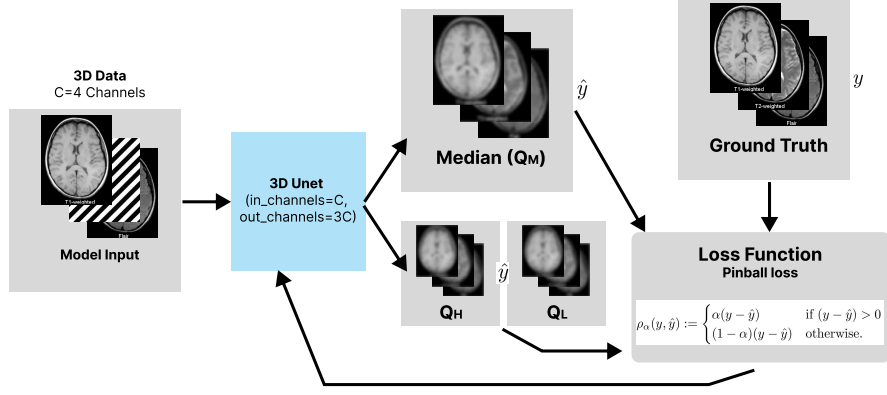 3D Data
C=4 Channels
T1-weighted
Model Input
3D Unet
(in_channels=C,
out_channels=3C)
Median (QM)
ŷ
QH
ŷ
QL
T1-weighted
T2-weighted
Flair
Ground Truth
y
Loss Function
Pinball loss
ρα(y, ŷ) := { α(y − ŷ) if (y − ŷ) > 0
(1 − α)(y − ŷ) otherwise.
Flair